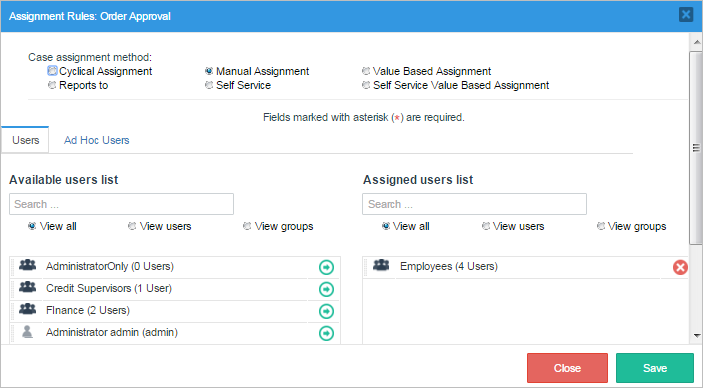 Assignment Rules: Order Approval
Case assignment method:
Cyclical Assignment Manual Assignment Value Based Assignment
Reports to Self Service Self Service Value Based Assignment
Fields marked with asterisk (*) are required.
Users Ad Hoc Users
Available users list
Search ...
View all View users View groups
AdministratorOnly (0 Users)
Credit Supervisors (1 User)
FInance (2 Users)
Administrator admin (admin)
Assigned users list
Search ...
View all View users View groups
Employees (4 Users)
Close Save